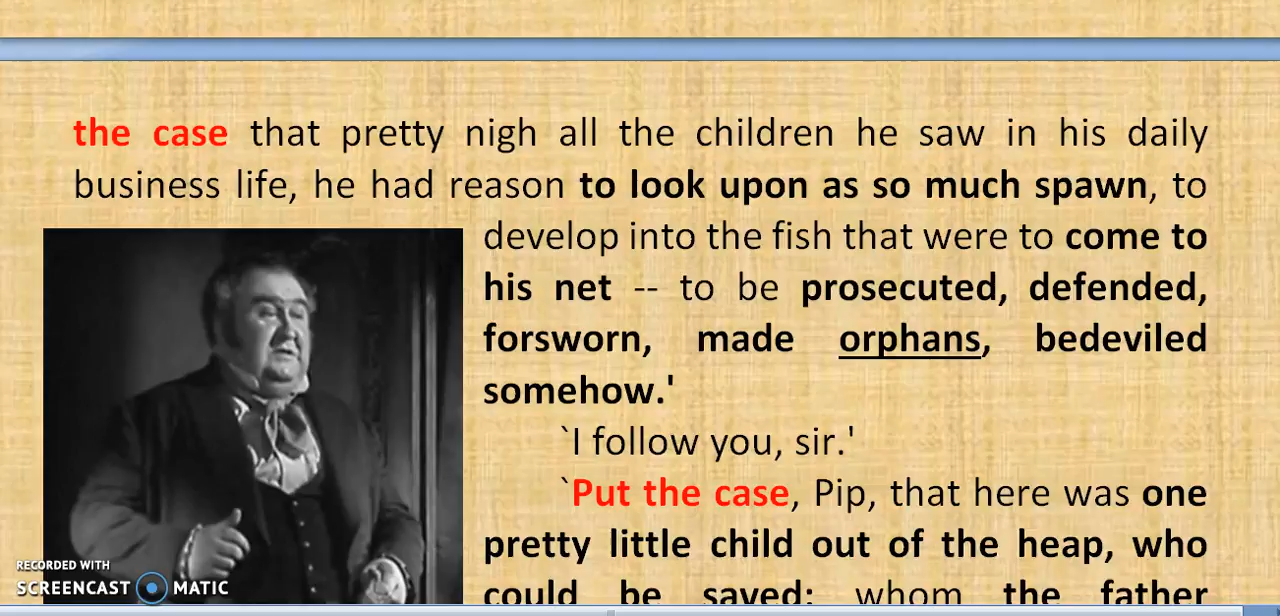 the case that pretty nigh all the children he saw in his daily
business life, he had reason to look upon as so much spawn, to
develop into the fish that were to come to
his net -- to be prosecuted, defended,
forsworn, made orphans, bedeviled
somehow.'
`I follow you, sir.'
`Put the case, Pip, that here was one
pretty little child out of the heap, who
could be saved; whom the father
RECORDED WITH
SCREENCAST MATIC